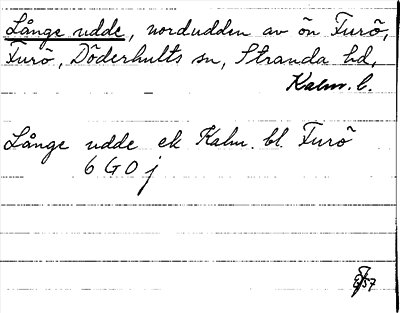 Långe udde, nordudden av ön Furö,
Furö, Döderhults sn, Stranda hd,
Kalm. l.
Långe udde ek Kalm. bl. Furö
6 G 0 j